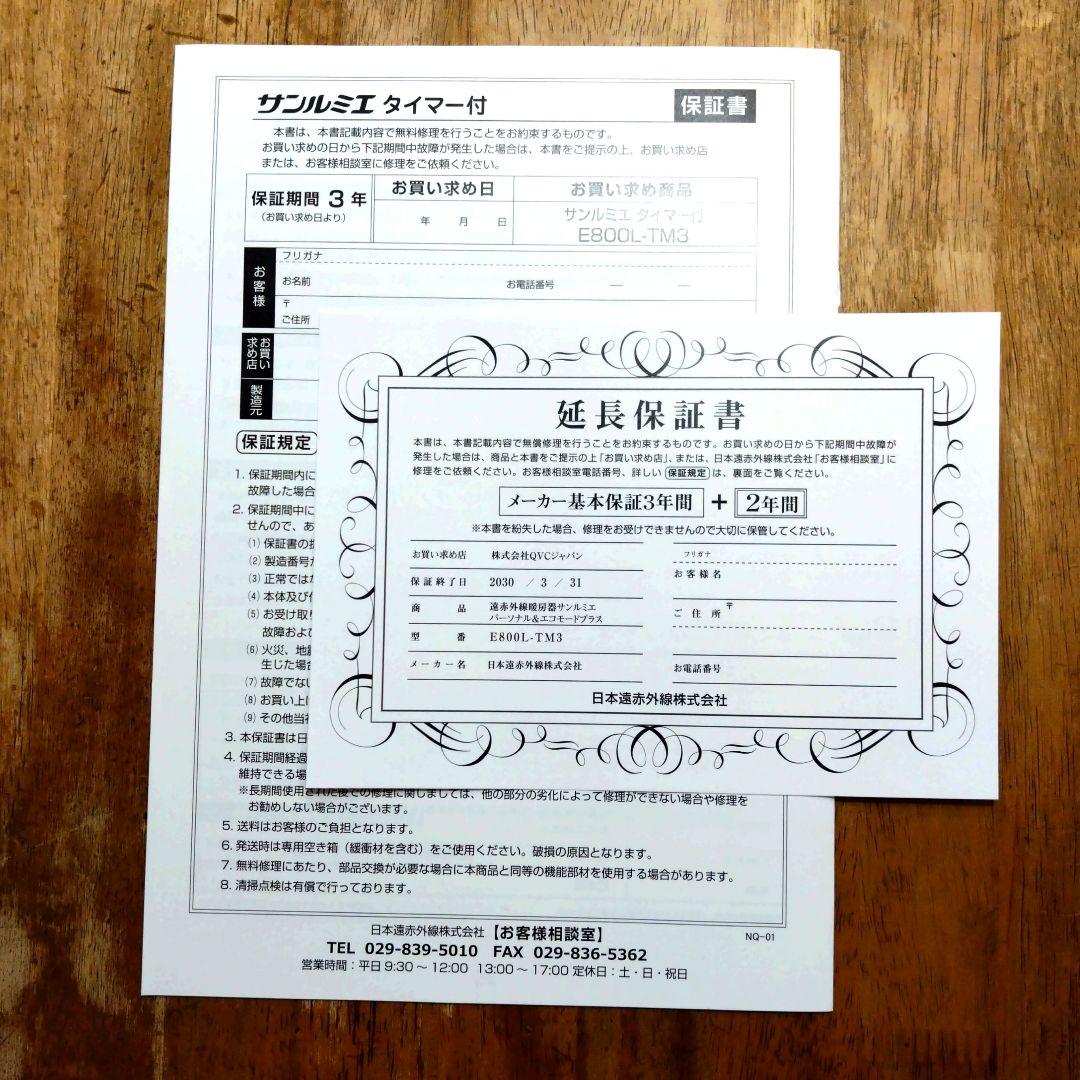 サンルミエ タイマー付
保証書
本書は、本書記載内容で無料修理を行うことをお約束するものです。
お買い求めの日から下記期間中故障が発生した場合は、本書をご提示の上、お買い求め店
または、お客様相談室に修理をご依頼ください。
保証期間 3 年
(お買い求め日より)
お買い求め日
年 月 日
お買い求め商品
サンルミエ タイマー付
E800L-TM3
お客様
フリガナ
お名前
お電話番号 ― ―
〒
ご住所
お買い求め店
製造元
保証規定
1. 保証期間内に
故障した場合
2. 保証期間中に
せんので、あ
(1) 保証書の提
(2) 製造番号が
(3) 正常ではな
(4) 本体及び付
(5) お受け取り
故障およ
(6) 火災、地震
生じた場合
(7) 故障でない
(8) お買い上げ
(9) その他当社
3. 本保証書は日
4. 保証期間経過
維持できる場
※長期間使用された後での修理に関しましては、他の部分の劣化によって修理ができない場合や修理を
お勧めしない場合がございます。
5. 送料はお客様のご負担となります。
6. 発送時は専用空き箱（緩衝材を含む）をご使用ください。破損の原因となります。
7. 無料修理にあたり、部品交換が必要な場合に本商品と同等の機能部材を使用する場合があります。
8. 清掃点検は有償で行っております。
日本遠赤外線株式会社【お客様相談室】
NQ-01
TEL 029-839-5010 FAX 029-836-5362
営業時間：平日 9:30～12:00 13:00～17:00 定休日：土・日・祝日
延長保証書
本書は、本書記載内容で無償修理を行うことをお約束するものです。お買い求めの日から下記期間中故障が
発生した場合は、商品と本書をご提示の上「お買い求め店」、または、日本遠赤外線株式会社「お客様相談室」に
修理をご依頼ください。お客様相談室電話番号、詳しい 保証規定 は、裏面をご覧ください。
メーカー基本保証3年間 + 2年間
※本書を紛失した場合、修理をお受けできませんので大切に保管してください。
お買い求め店 株式会社QVCジャパン
保証終了日 2030 / 3 / 31
商品 遠赤外線暖房器サンルミエ
パーソナル&エコモードプラス
型番 E800L-TM3
メーカー名 日本遠赤外線株式会社
フリガナ
お客様名
ご住所 〒
お電話番号
日本遠赤外線株式会社